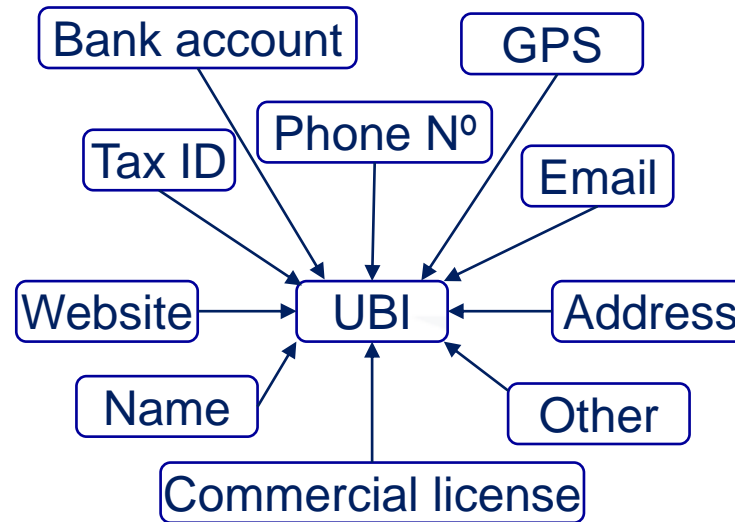 Bank account
GPS
Phone Nº
Tax ID
Email
Website
UBI
Address
Name
Other
Commercial license